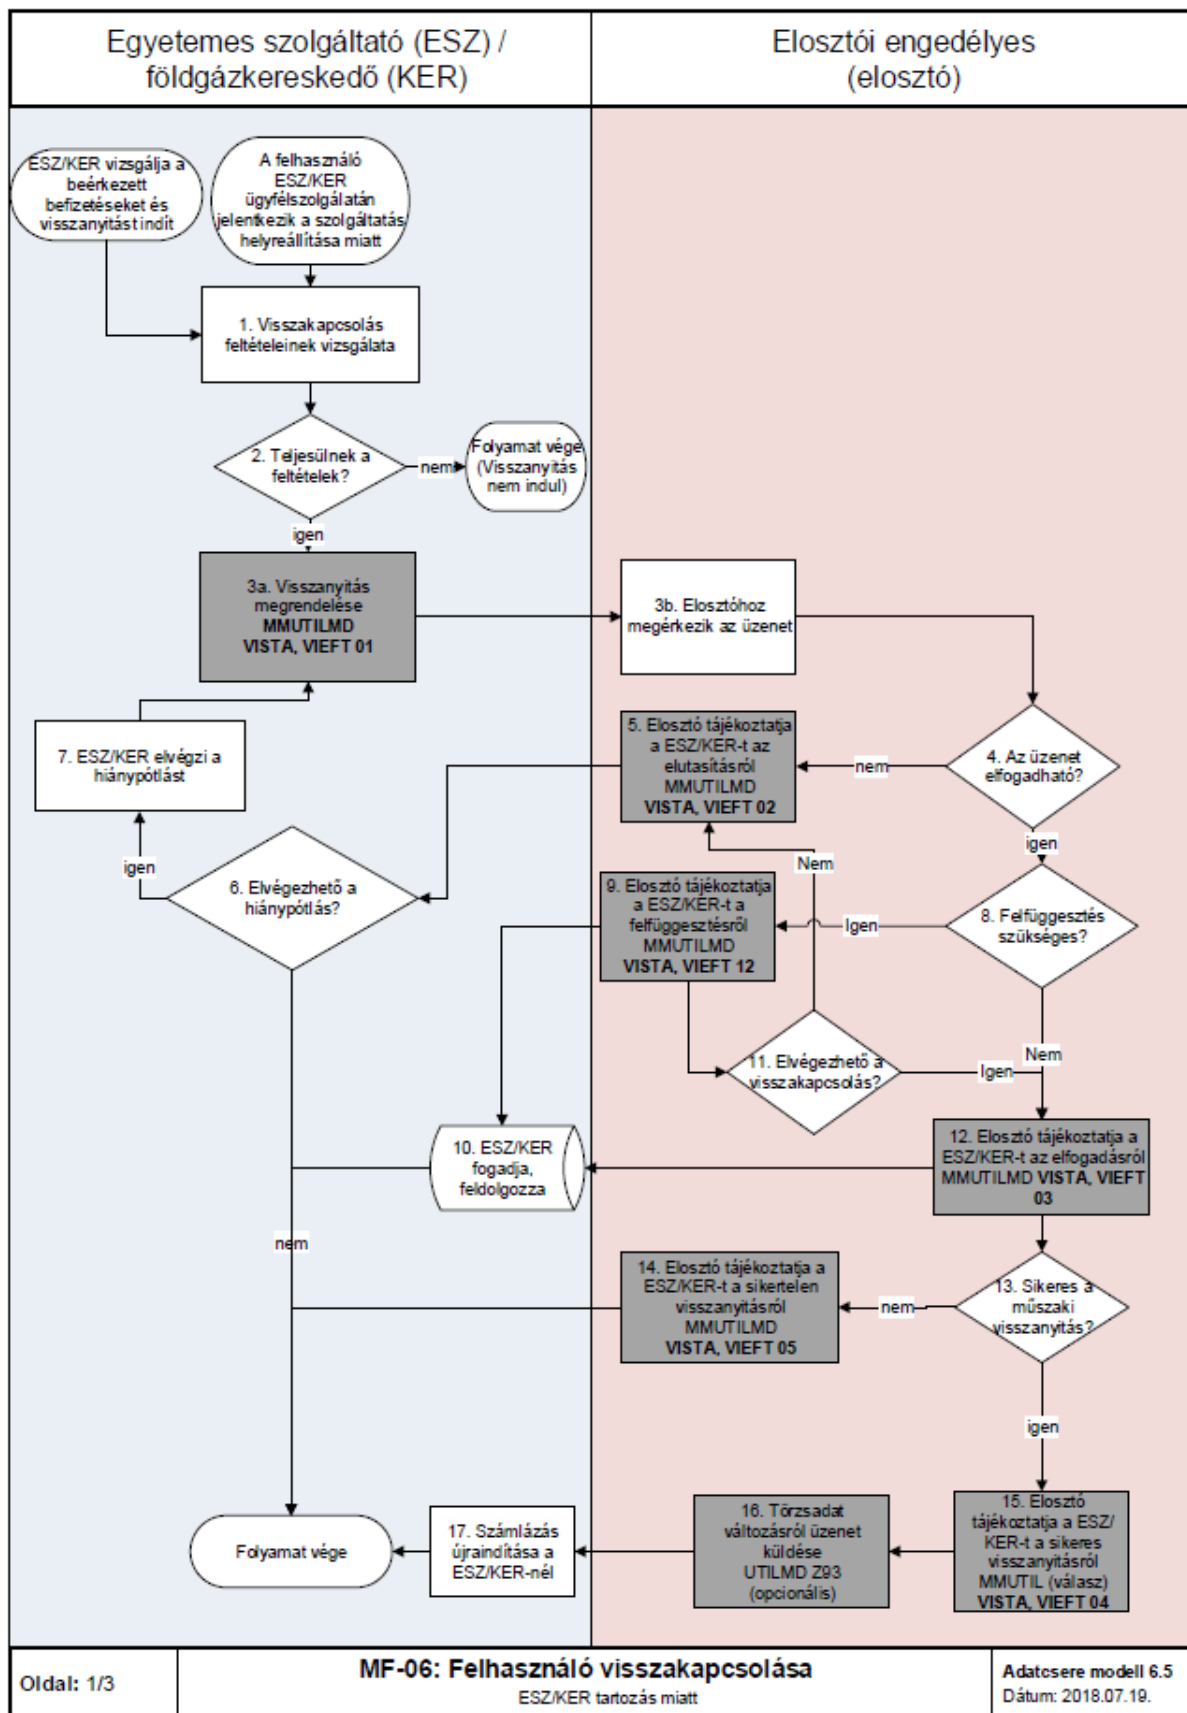 Egyetemes szolgáltató (ESZ) /
földgázkereskedő (KER)
Elosztói engedélyes
(elosztó)
ESZ/KER vizsgálja a
beérkezett
befizetéseket és
visszanyitást indít
A felhasználó
ESZ/KER
ügyfélszolgálatán
jelentkezik a szolgáltatás
helyreállítása miatt
1. Visszakapcsolás
feltételeinek vizsgálata
2. Teljesülnek a
feltételek?
nem
Folyamat vége
(Visszanyitás
nem indul)
igen
3a. Visszanyitás
megrendelése
MMUTILMD
VISTA, VIEFT 01
3b. Elosztóhoz
megérkezik az üzenet
4. Az üzenet
elfogadható?
nem
5. Elosztó tájékoztatja
a ESZ/KER-t az
elutasításról
MMUTILMD
VISTA, VIEFT 02
7. ESZ/KER elvégzi a
hiánypótlást
igen
igen
6. Elvégezhető a
hiánypótlás?
Nem
8. Felfüggesztés
szükséges?
Igen
9. Elosztó tájékoztatja
a ESZ/KER-t a
felfüggesztésről
MMUTILMD
VISTA, VIEFT 12
Nem
11. Elvégezhető a
visszakapcsolás?
Igen
10. ESZ/KER
fogadja,
feldolgozza
12. Elosztó tájékoztatja a
ESZ/KER-t az elfogadásról
MMUTILMD VISTA, VIEFT
03
nem
13. Sikeres a
műszaki
visszanyitás?
nem
14. Elosztó tájékoztatja a
ESZ/KER-t a sikertelen
visszanyitásról
MMUTILMD
VISTA, VIEFT 05
igen
15. Elosztó
tájékoztatja a ESZ/
KER-t a sikeres
visszanyitásról
MMUTIL (válasz)
VISTA, VIEFT 04
16. Törzsadat
változásról üzenet
küldése
UTILMD Z93
(opcionális)
17. Számlázás
újraindítása a
ESZ/KER-nél
Folyamat vége
Oldal: 1/3
MF-06: Felhasználó visszakapcsolása
ESZ/KER tartozás miatt
Adatcsere modell 6.5
Dátum: 2018.07.19.